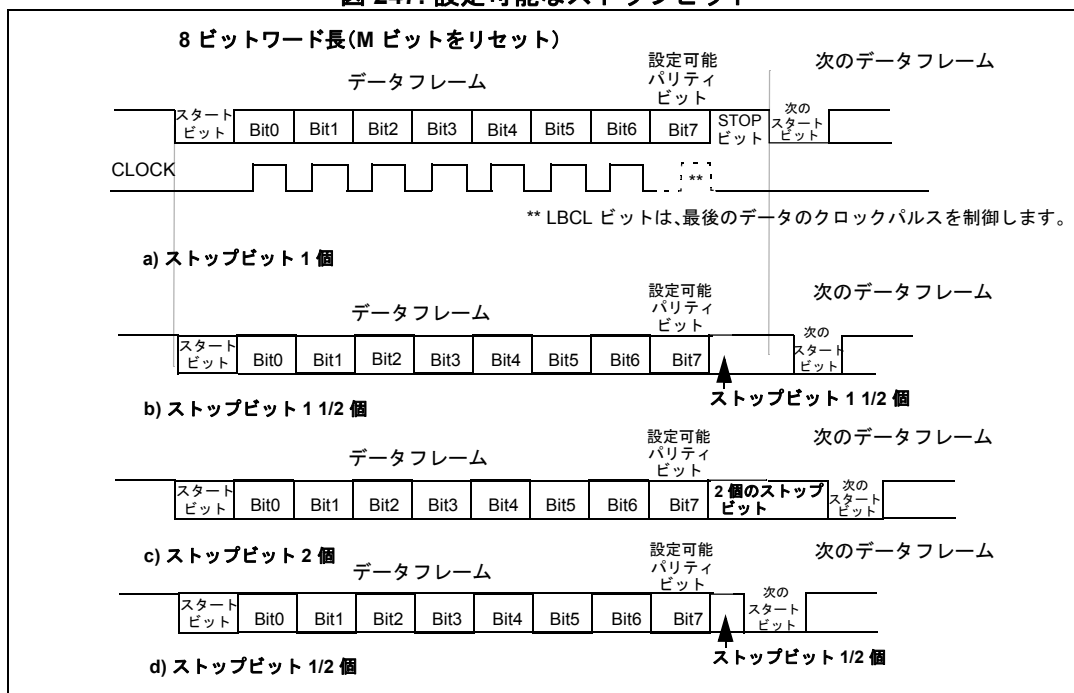 図 247. 設定可能なストップビット
8 ビットワード長（M ビットをリセット）
データフレーム
設定可能
パリティ
ビット
次のデータフレーム
スタート
ビット
Bit0 Bit1 Bit2 Bit3 Bit4 Bit5 Bit6 Bit7
STOP
ビット
次の
スタート
ビット
CLOCK
**
** LBCL ビットは、最後のデータのクロックパルスを制御します。
a) ストップビット 1 個
データフレーム
設定可能
パリティ
ビット
次のデータフレーム
スタート
ビット
Bit0 Bit1 Bit2 Bit3 Bit4 Bit5 Bit6 Bit7
次の
スタート
ビット
ストップビット 1 1/2 個
b) ストップビット 1 1/2 個
データフレーム
設定可能
パリティ
ビット
次のデータフレーム
スタート
ビット
Bit0 Bit1 Bit2 Bit3 Bit4 Bit5 Bit6 Bit7
2 個のストップ
ビット
次の
スタート
ビット
c) ストップビット 2 個
データフレーム
設定可能
パリティ
ビット
次のデータフレーム
スタート
ビット
Bit0 Bit1 Bit2 Bit3 Bit4 Bit5 Bit6 Bit7
次の
スタート
ビット
ストップビット 1/2 個
d) ストップビット 1/2 個